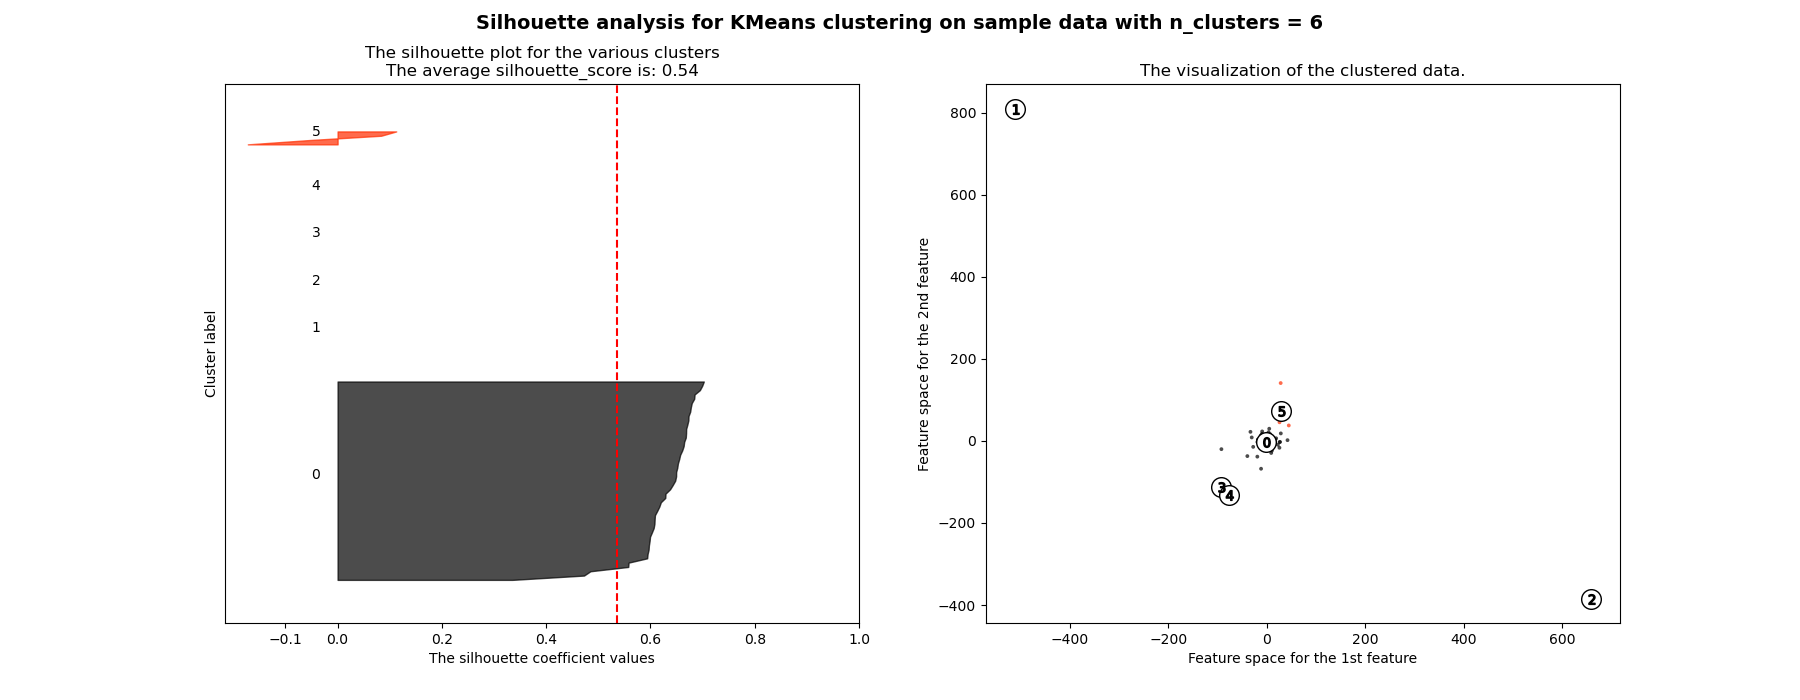 Silhouette analysis for KMeans clustering on sample data with n_clusters = 6
The silhouette plot for the various clusters
The average silhouette_score is: 0.54
5
4
3
2
1
0
Cluster label
−0.1 0.0 0.2 0.4 0.6 0.8 1.0
The silhouette coefficient values
The visualization of the clustered data.
800
600
400
200
0
−200
−400
Feature space for the 2nd feature
1
5
0
3
4
2
−400 −200 0 200 400 600
Feature space for the 1st feature